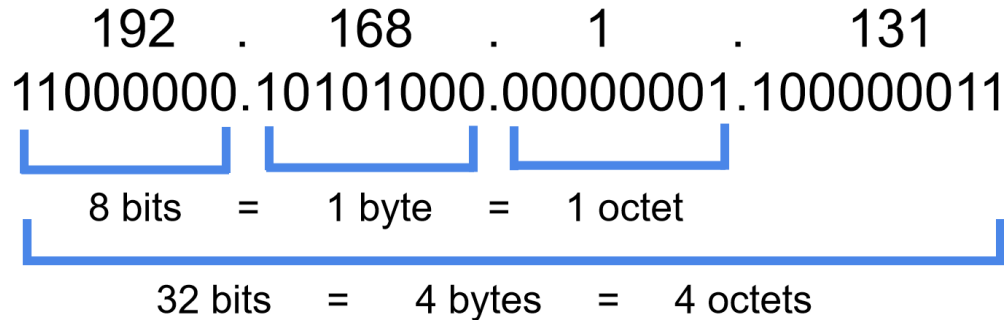 192 . 168 . 1 . 131
11000000.10101000.00000001.100000011
8 bits = 1 byte = 1 octet
32 bits = 4 bytes = 4 octets